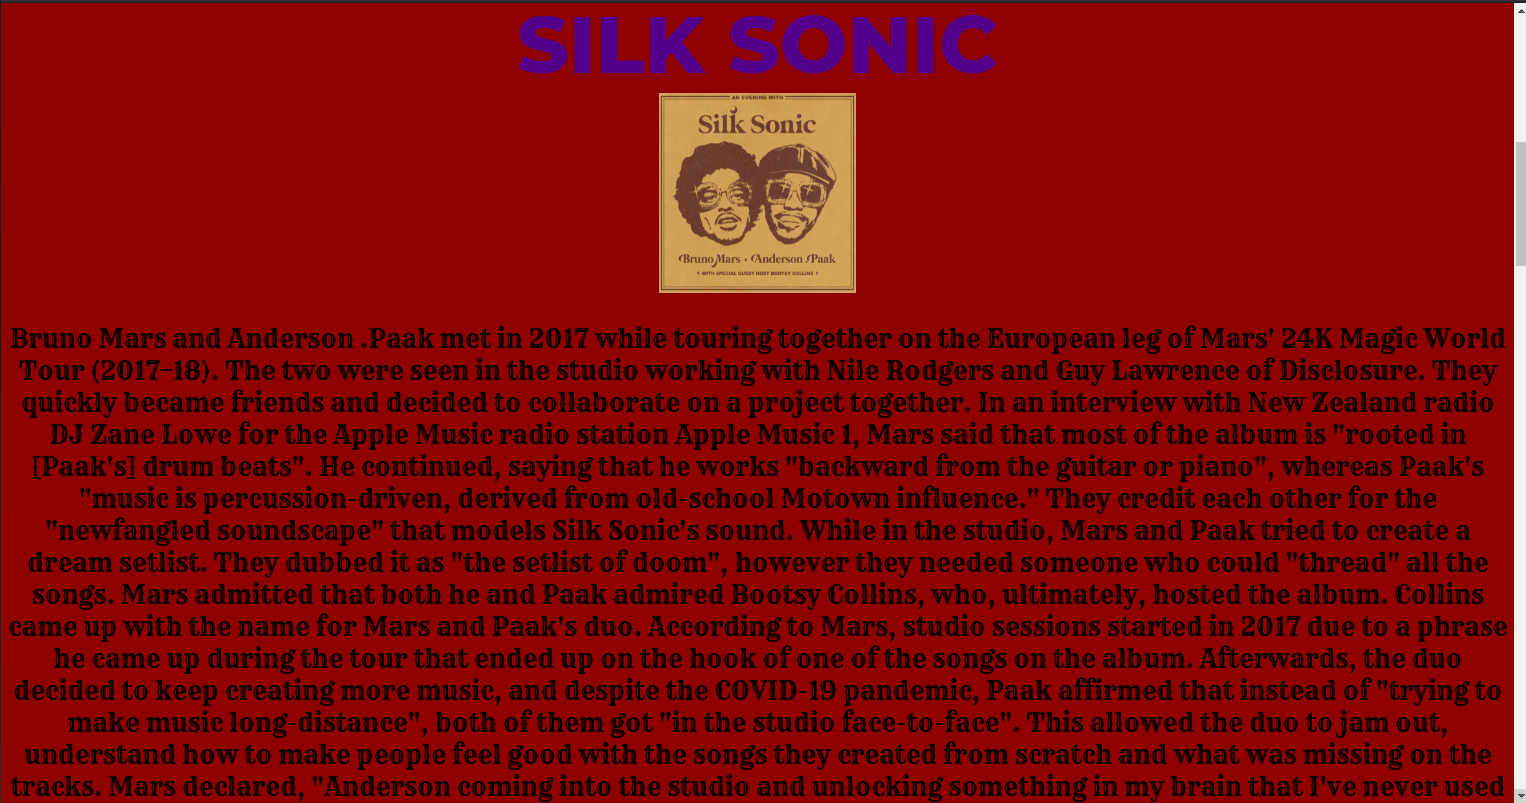 SILK SONIC
AN EVENING WITH
Silk Sonic
Bruno Mars • Anderson .Paak
WITH SPECIAL GUEST HOST BOOTSY COLLINS
Bruno Mars and Anderson .Paak met in 2017 while touring together on the European leg of Mars' 24K Magic World
Tour (2017–18). The two were seen in the studio working with Nile Rodgers and Guy Lawrence of Disclosure. They
quickly became friends and decided to collaborate on a project together. In an interview with New Zealand radio
DJ Zane Lowe for the Apple Music radio station Apple Music 1, Mars said that most of the album is "rooted in
[Paak's] drum beats". He continued, saying that he works "backward from the guitar or piano", whereas Paak's
"music is percussion-driven, derived from old-school Motown influence." They credit each other for the
"newfangled soundscape" that models Silk Sonic's sound. While in the studio, Mars and Paak tried to create a
dream setlist. They dubbed it as "the setlist of doom", however they needed someone who could "thread" all the
songs. Mars admitted that both he and Paak admired Bootsy Collins, who, ultimately, hosted the album. Collins
came up with the name for Mars and Paak's duo. According to Mars, studio sessions started in 2017 due to a phrase
he came up during the tour that ended up on the hook of one of the songs on the album. Afterwards, the duo
decided to keep creating more music, and despite the COVID-19 pandemic, Paak affirmed that instead of "trying to
make music long-distance", both of them got "in the studio face-to-face". This allowed the duo to jam out,
understand how to make people feel good with the songs they created from scratch and what was missing on the
tracks. Mars declared, "Anderson coming into the studio and unlocking something in my brain that I've never used